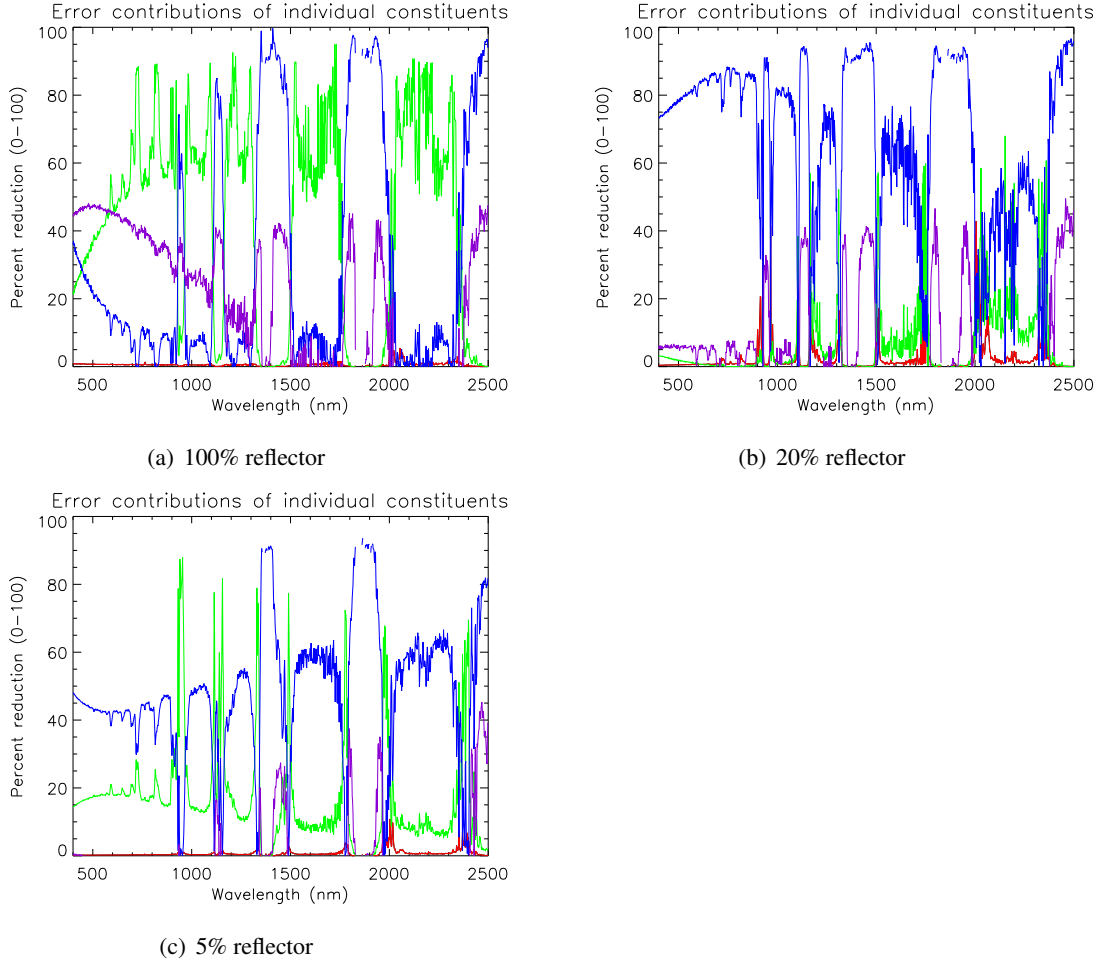 Error contributions of individual constituents
100
80
60
40
20
0
Percent reduction (0-100)
500 1000 1500 2000 2500
Wavelength (nm)
(a) 100% reflector
Error contributions of individual constituents
100
80
60
40
20
0
Percent reduction (0-100)
500 1000 1500 2000 2500
Wavelength (nm)
(b) 20% reflector
Error contributions of individual constituents
100
80
60
40
20
0
Percent reduction (0-100)
500 1000 1500 2000 2500
Wavelength (nm)
(c) 5% reflector